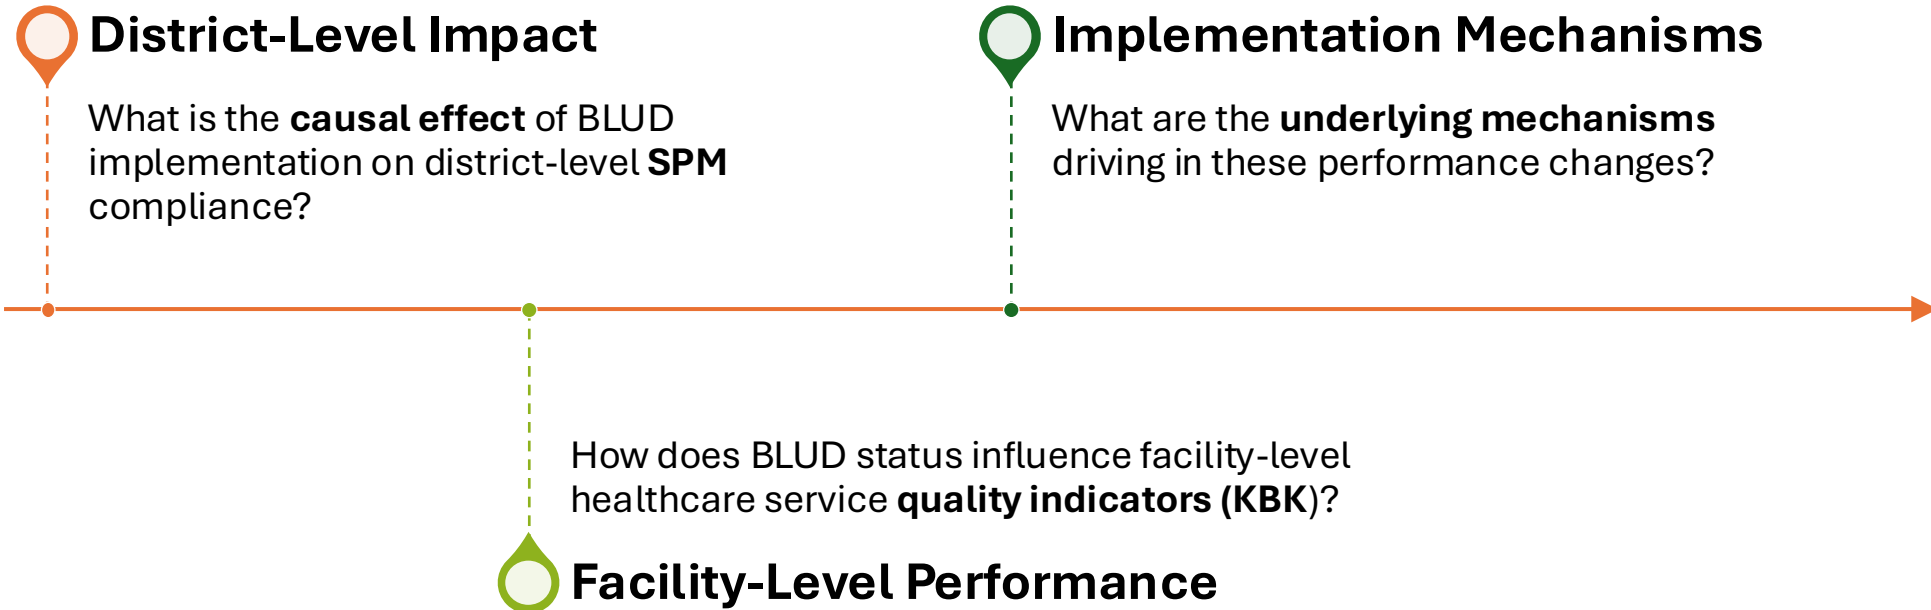 District-Level Impact
What is the causal effect of BLUD
implementation on district-level SPM
compliance?
Implementation Mechanisms
What are the underlying mechanisms
driving in these performance changes?
How does BLUD status influence facility-level
healthcare service quality indicators (KBK)?
Facility-Level Performance